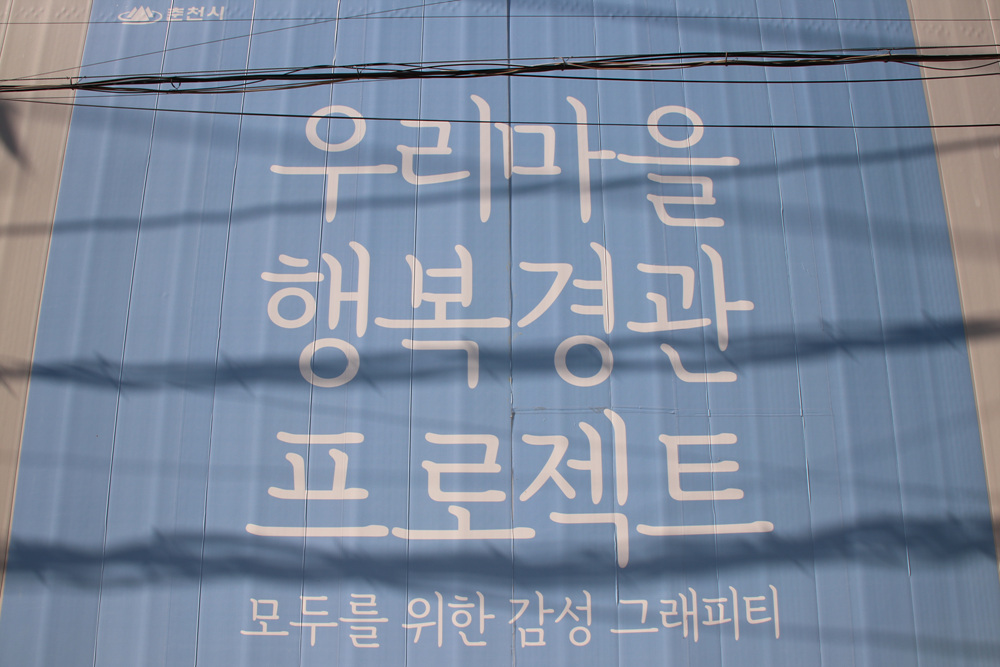 춘천시
우리마을
행복경관
프로젝트
모두를 위한 감성 그래피티